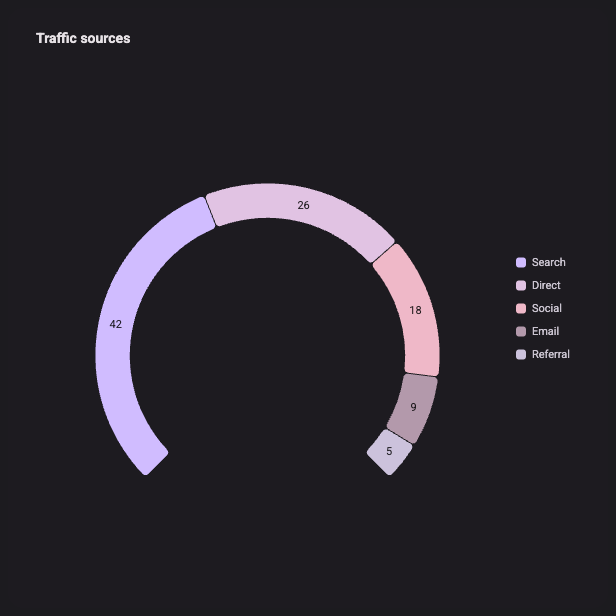 Traffic sources
26
42
18
9
5
Search
Direct
Social
Email
Referral